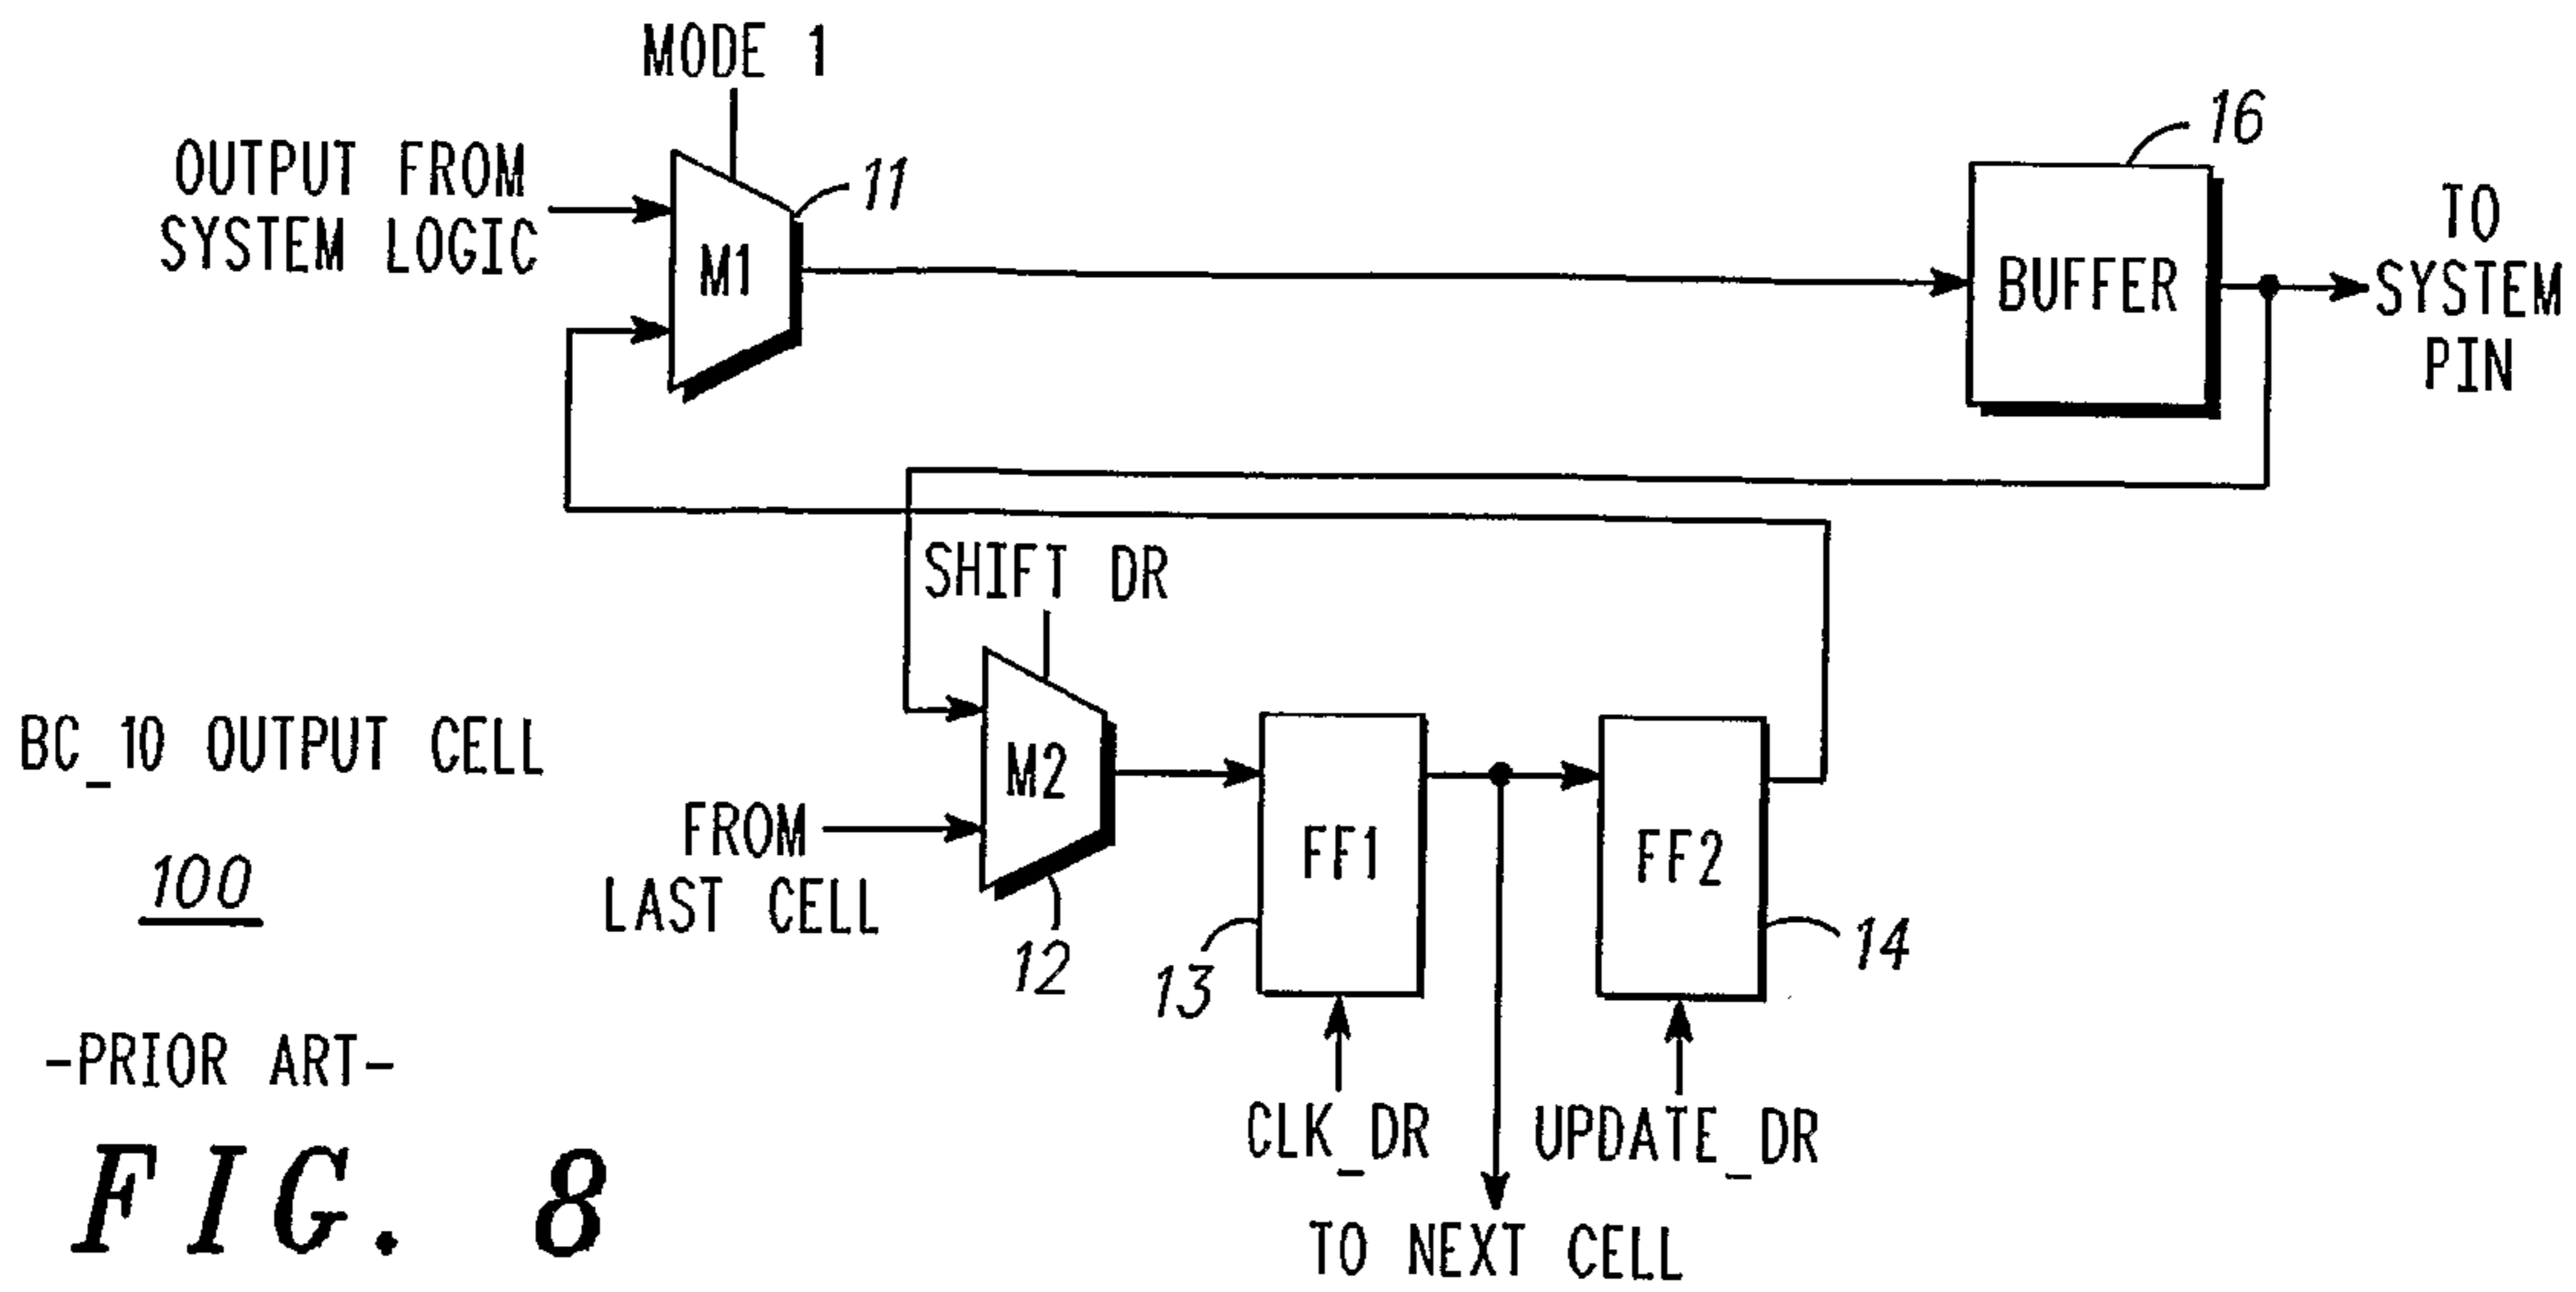 MODE 1
OUTPUT FROM
SYSTEM LOGIC
11
M1
16
BUFFER
TO
SYSTEM
PIN
SHIFT DR
M2
BC_10 OUTPUT CELL
100
FROM
LAST CELL
12
FF1
13
FF2
14
CLK_DR
UPDATE_DR
TO NEXT CELL
-PRIOR ART-
FIG. 8